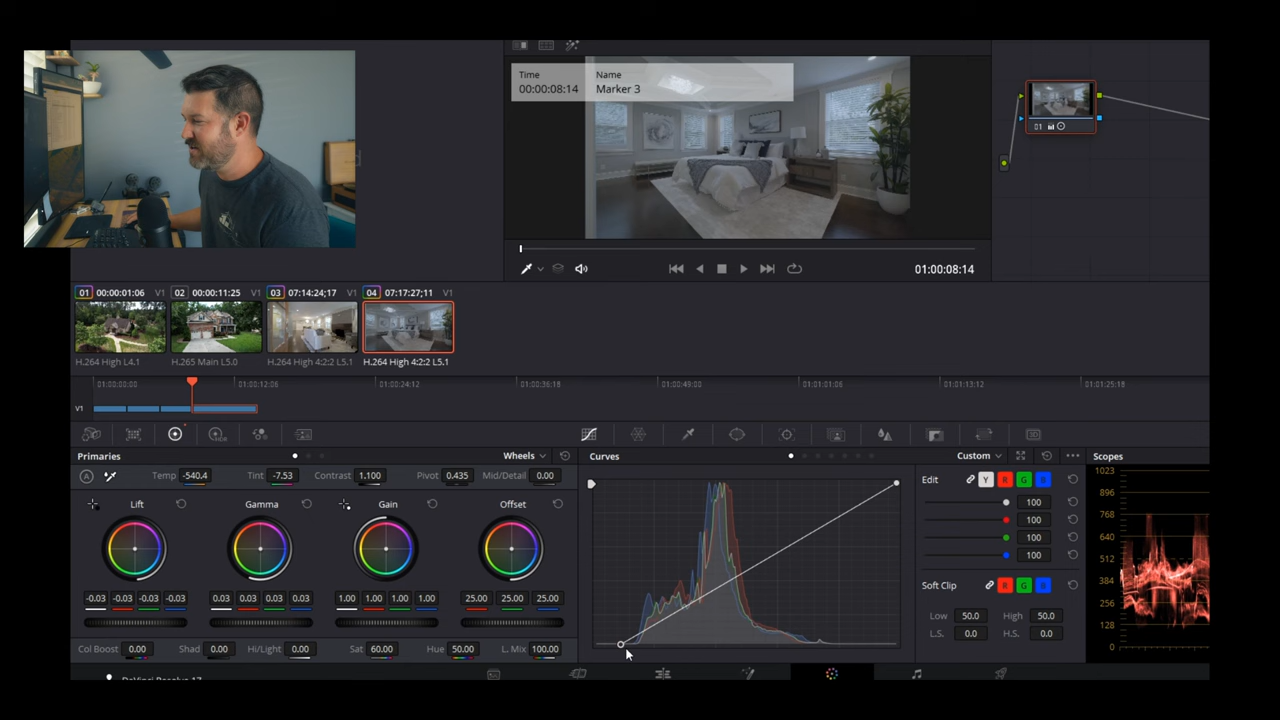 Time Name
00:00:08:14 Marker 3
01
01:00:08:14
01 00:00:01:06 V1 02 00:00:11:25 V1 03 07:14:24;17 V1 04 07:17:27;11 V1
H.264 High L4.1 H.265 Main L5.0 H.264 High 4:2:2 L5.1 H.264 High 4:2:2 L5.1
01:00:00:00 01:00:12:06 01:00:24:12 01:00:36:18 01:00:49:00 01:01:01:06 01:01:13:12 01:01:25:18
V1
Primaries Wheels Curves Custom Scopes
A Temp -540.4 Tint -7.53 Contrast 1.100 Pivot 0.435 Mid/Detail 0.00
Lift Gamma Gain Offset
-0.03 -0.03 -0.03 -0.03 0.03 0.03 0.03 0.03 1.00 1.00 1.00 1.00 25.00 25.00 25.00
Col Boost 0.00 Shad 0.00 Hi/Light 0.00 Sat 60.00 Hue 50.00 L. Mix 100.00
Edit Y R G B
100
100
100
100
Soft Clip R G B
Low 50.0 High 50.0
L.S. 0.0 H.S. 0.0
1023
896
768
640
512
384
256
128
0
DaVinci Resolve 17